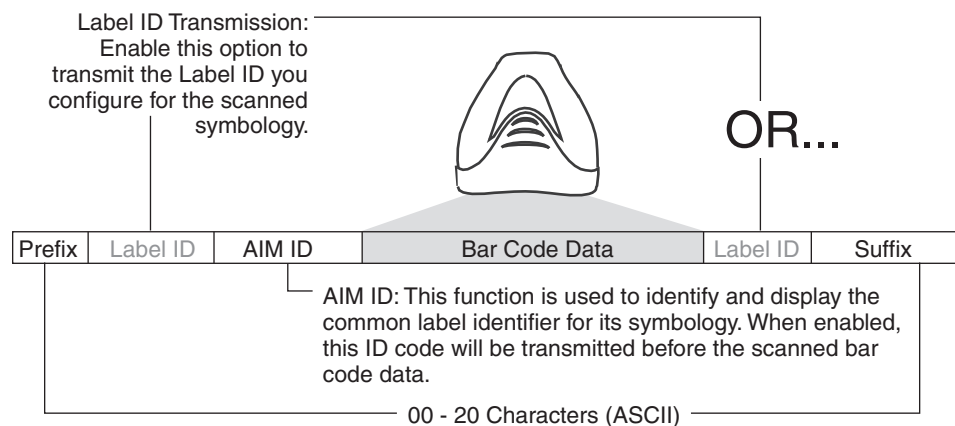 Label ID Transmission:
Enable this option to
transmit the Label ID you
configure for the scanned
symbology.
OR...
Prefix Label ID AIM ID Bar Code Data Label ID Suffix
AIM ID: This function is used to identify and display the
common label identifier for its symbology. When enabled,
this ID code will be transmitted before the scanned bar
code data.
00 - 20 Characters (ASCII)